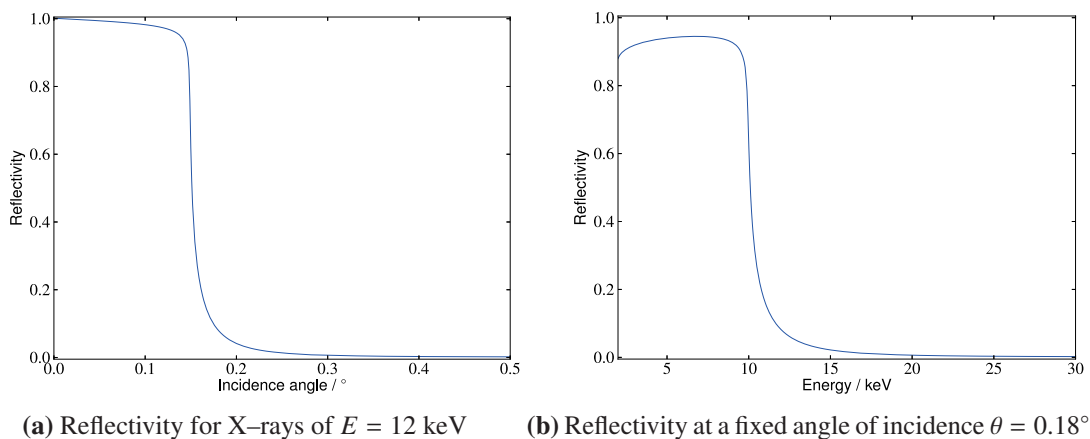 1.0
0.8
0.6
0.4
0.2
0.0
Reflectivity
0.0 0.1 0.2 0.3 0.4 0.5
Incidence angle / °
(a) Reflectivity for X–rays of E = 12 keV
1.0
0.8
0.6
0.4
0.2
0.0
Reflectivity
5 10 15 20 25 30
Energy / keV
(b) Reflectivity at a fixed angle of incidence θ = 0.18°